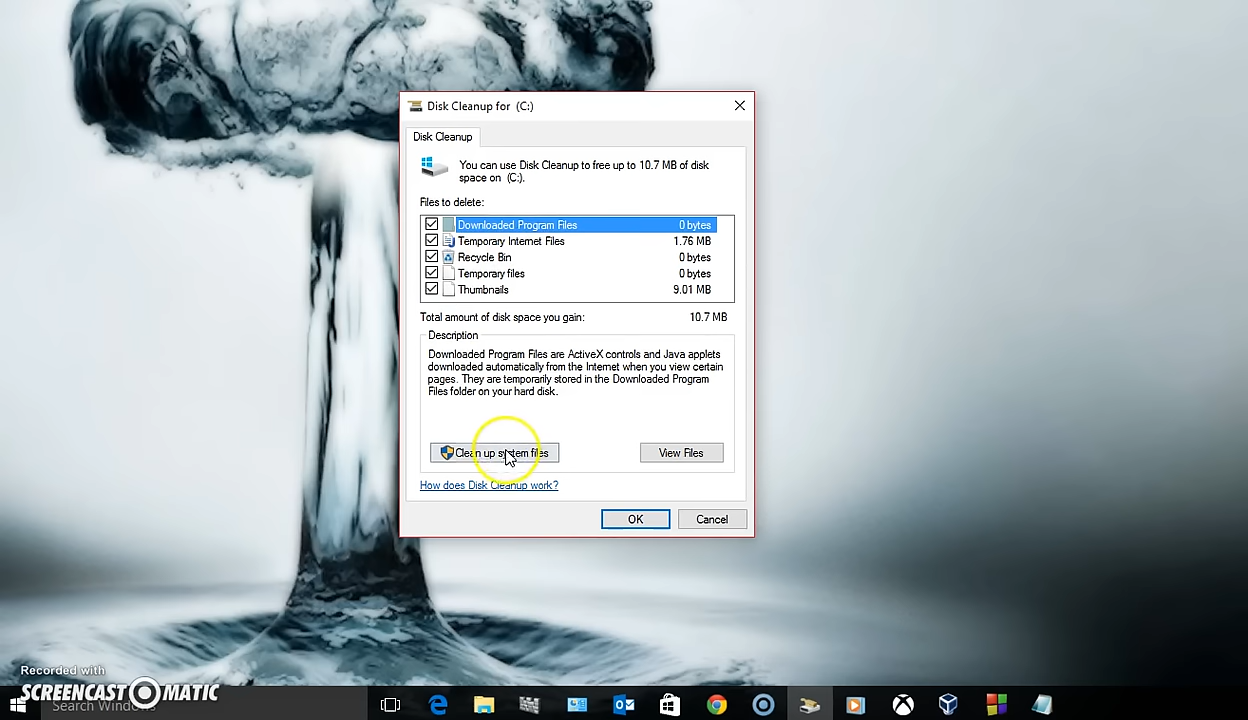 Disk Cleanup for (C:)
Disk Cleanup
You can use Disk Cleanup to free up to 10.7 MB of disk
space on (C:).
Files to delete:
Downloaded Program Files 0 bytes
Temporary Internet Files 1.76 MB
Recycle Bin 0 bytes
Temporary files 0 bytes
Thumbnails 9.01 MB
Total amount of disk space you gain: 10.7 MB
Description
Downloaded Program Files are ActiveX controls and Java applets
downloaded automatically from the Internet when you view certain
pages. They are temporarily stored in the Downloaded Program
Files folder on your hard disk.
Clean up system files View Files
How does Disk Cleanup work?
OK Cancel
Recorded with
SCREENCAST-O-MATIC
Search Windows